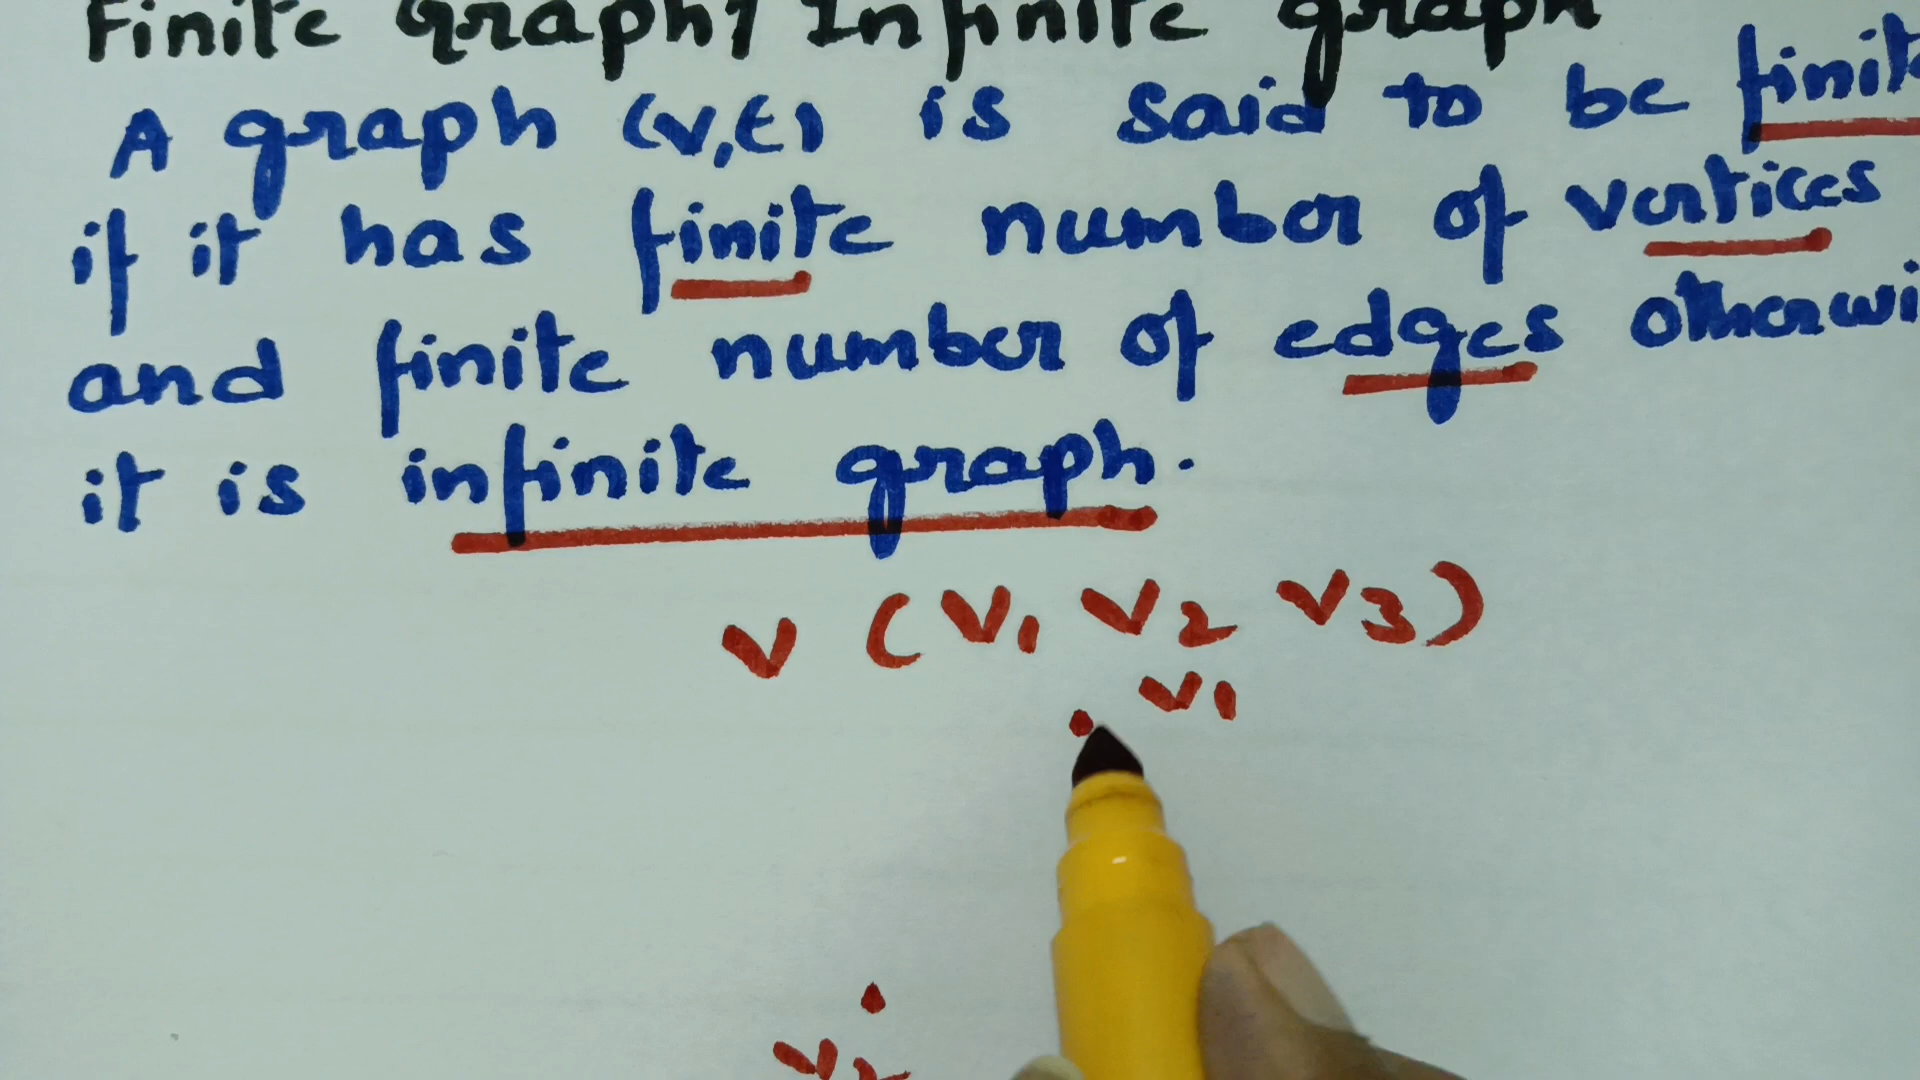 Finite Graph, Infinite graph
A graph (V,E) is said to be finite
if it has finite number of vertices
and finite number of edges otherwi
it is infinite graph.
V (V1 V2 V3)
V1
V2